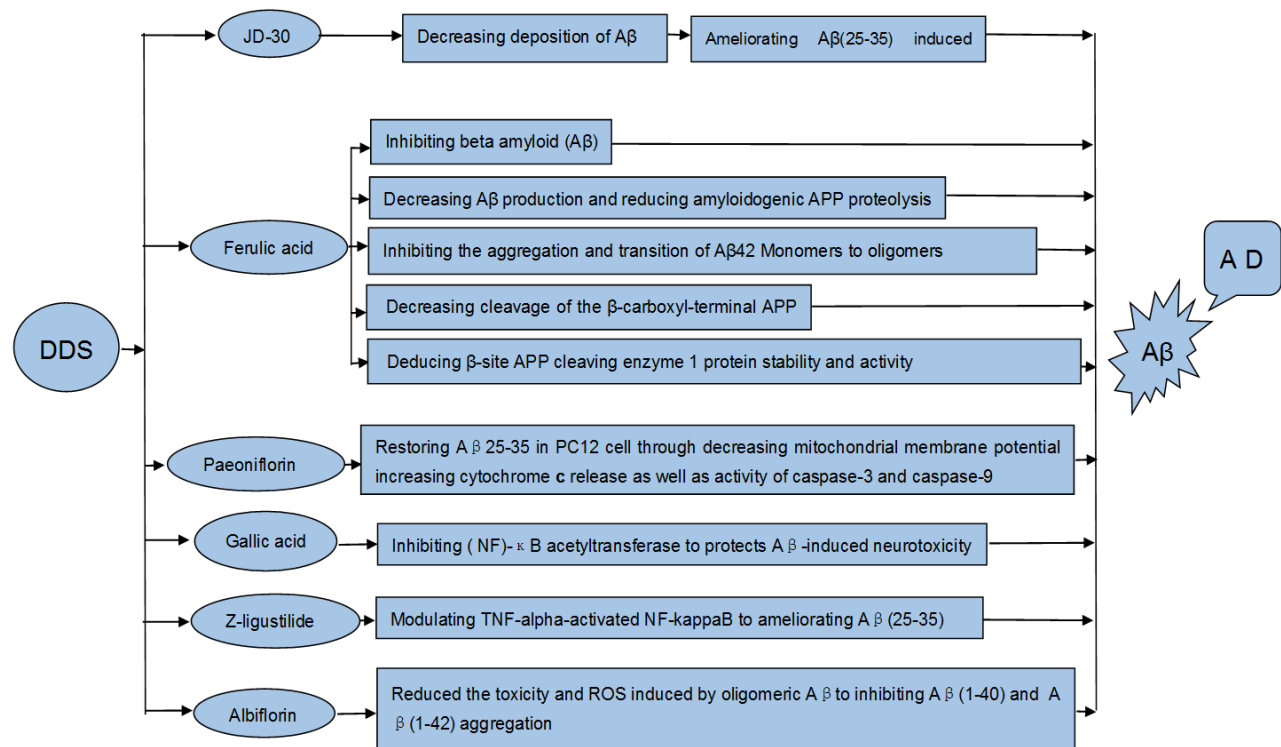 JD-30
Decreasing deposition of Aβ
Ameliorating Aβ(25-35) induced
Inhibiting beta amyloid (Aβ)
Decreasing Aβ production and reducing amyloidogenic APP proteolysis
Ferulic acid
Inhibiting the aggregation and transition of Aβ42 Monomers to oligomers
Decreasing cleavage of the β-carboxyl-terminal APP
Deducing β-site APP cleaving enzyme 1 protein stability and activity
DDS
A D
Aβ
Paeoniflorin
Restoring Aβ 25-35 in PC12 cell through decreasing mitochondrial membrane potential
increasing cytochrome c release as well as activity of caspase-3 and caspase-9
Gallic acid
Inhibiting ( NF)-κB acetyltransferase to protects Aβ-induced neurotoxicity
Z-ligustilide
Modulating TNF-alpha-activated NF-kappaB to ameliorating Aβ(25-35)
Albiflorin
Reduced the toxicity and ROS induced by oligomeric Aβ to inhibiting Aβ(1-40) and A
β(1-42) aggregation